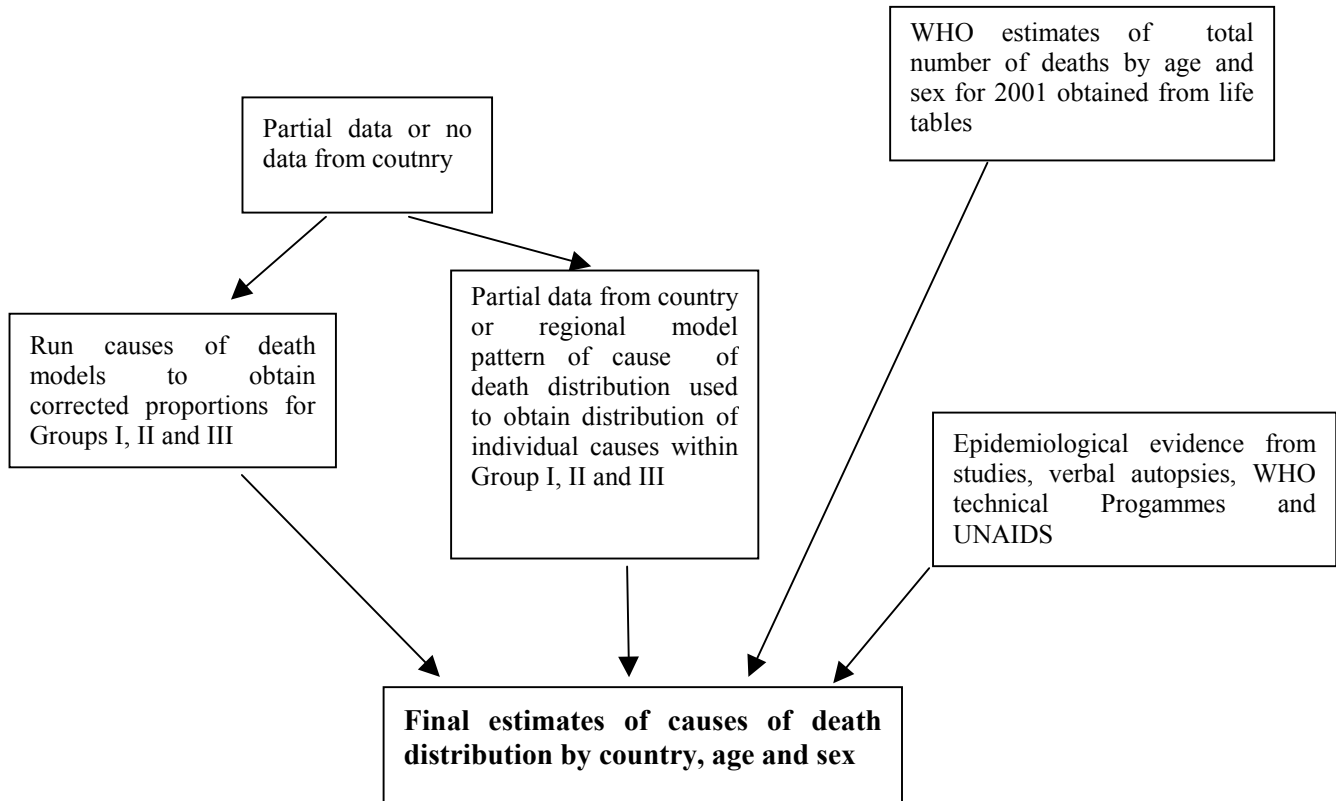 WHO estimates of total
number of deaths by age and
sex for 2001 obtained from life
tables
Partial data or no
data from coutnry
Partial data from country
or regional model
pattern of cause of
death distribution used
to obtain distribution of
individual causes within
Group I, II and III
Run causes of death
models to obtain
corrected proportions for
Groups I, II and III
Epidemiological evidence from
studies, verbal autopsies, WHO
technical Progammes and
UNAIDS
Final estimates of causes of death
distribution by country, age and sex